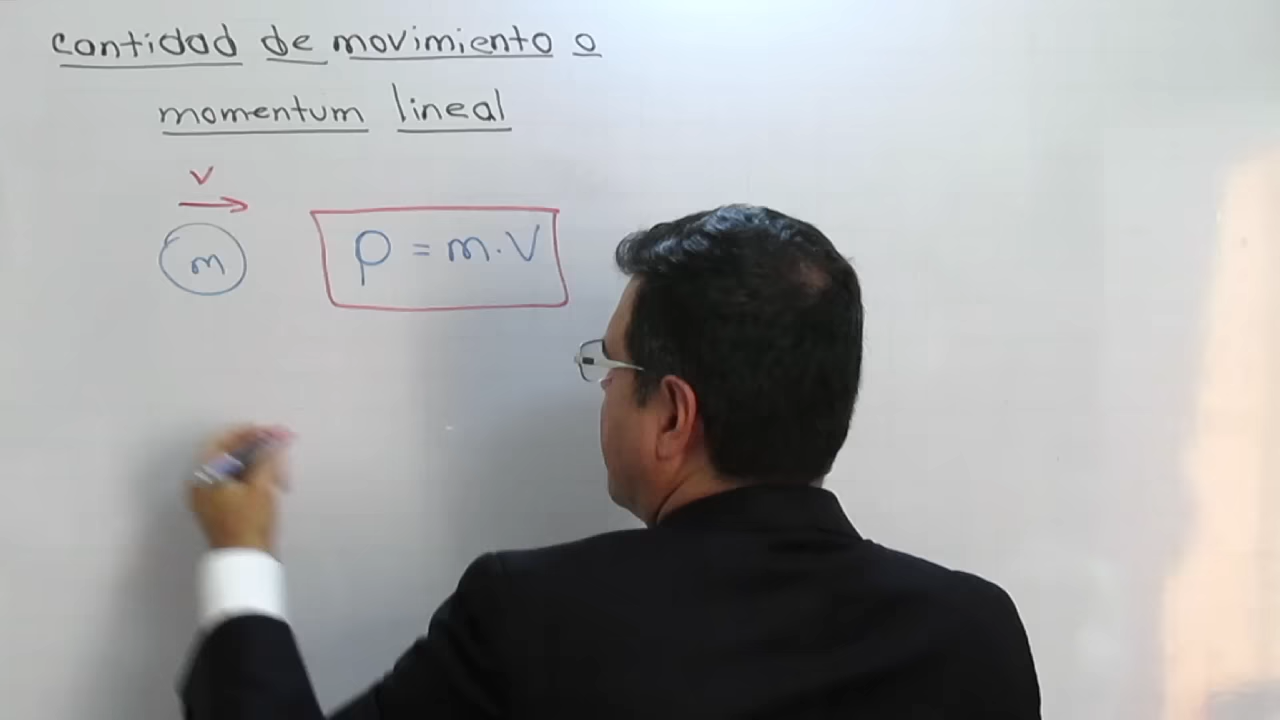 cantidad de movimiento o
momentum lineal
v
m
p = m · v